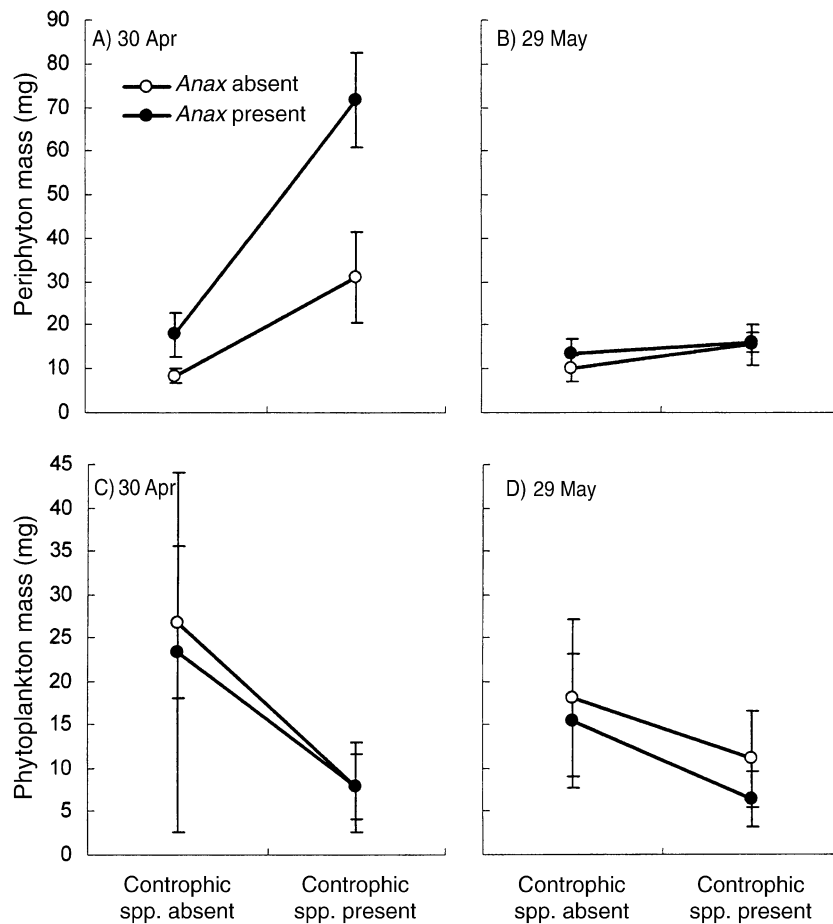 90
80
70
60
50
40
30
20
10
0
Periphyton mass (mg)
A) 30 Apr
Anax absent
Anax present
B) 29 May
45
40
35
30
25
20
15
10
5
0
Phytoplankton mass (mg)
C) 30 Apr
D) 29 May
Controphic
spp. absent
Controphic
spp. present
Controphic
spp. absent
Controphic
spp. present